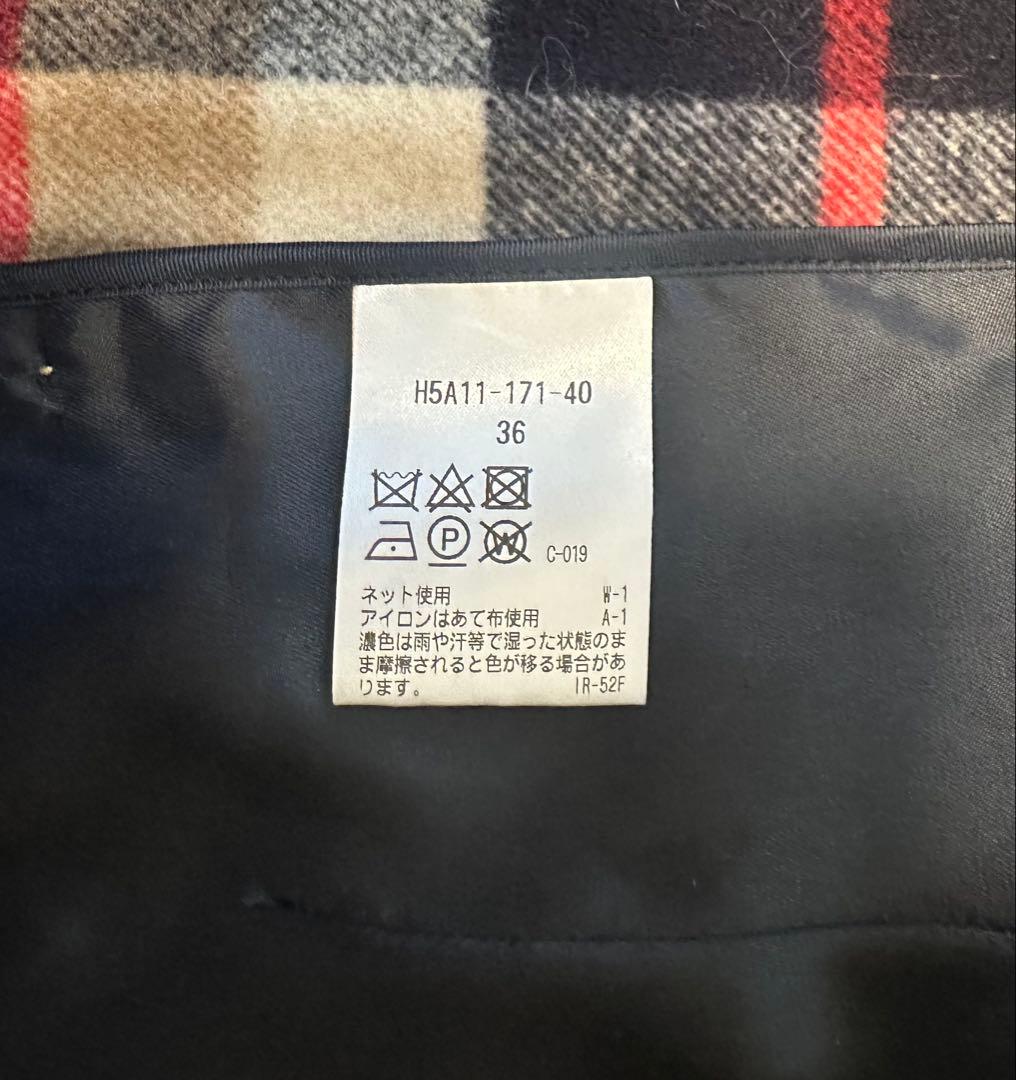 H5A11-171-40
36
P W C-019
ネット使用 W-1
アイロンはあて布使用 A-1
濃色は雨や汗等で湿った状態のま
ま摩擦されると色が移る場合があ
ります。 IR-52F